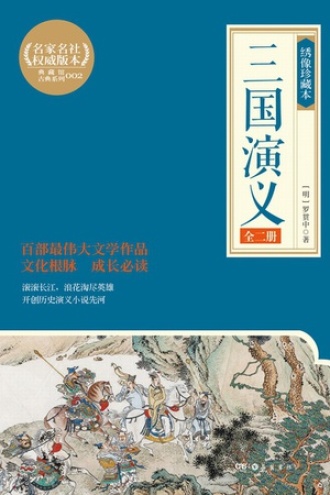 名家名社
权威版本
典藏馆
古典系列002
绣像珍藏本
三国演义
全二册
［明］罗贯中 著
百部最伟大文学作品
文化根脉 成长必读
滚滚长江，浪花淘尽英雄
开创历史演义小说先河